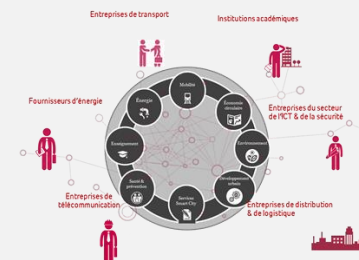 Entreprises de transport
Institutions académiques
Mobilité
Énergie
Économie
circulaire
Fournisseurs d'énergie
Entreprises du secteur
de l'ICT & de la sécurité
Enseignement
Environnement
Santé &
prévention
Développement
urbain
Entreprises de
télécommunication
Services
Smart City
Entreprises de distribution
& de logistique